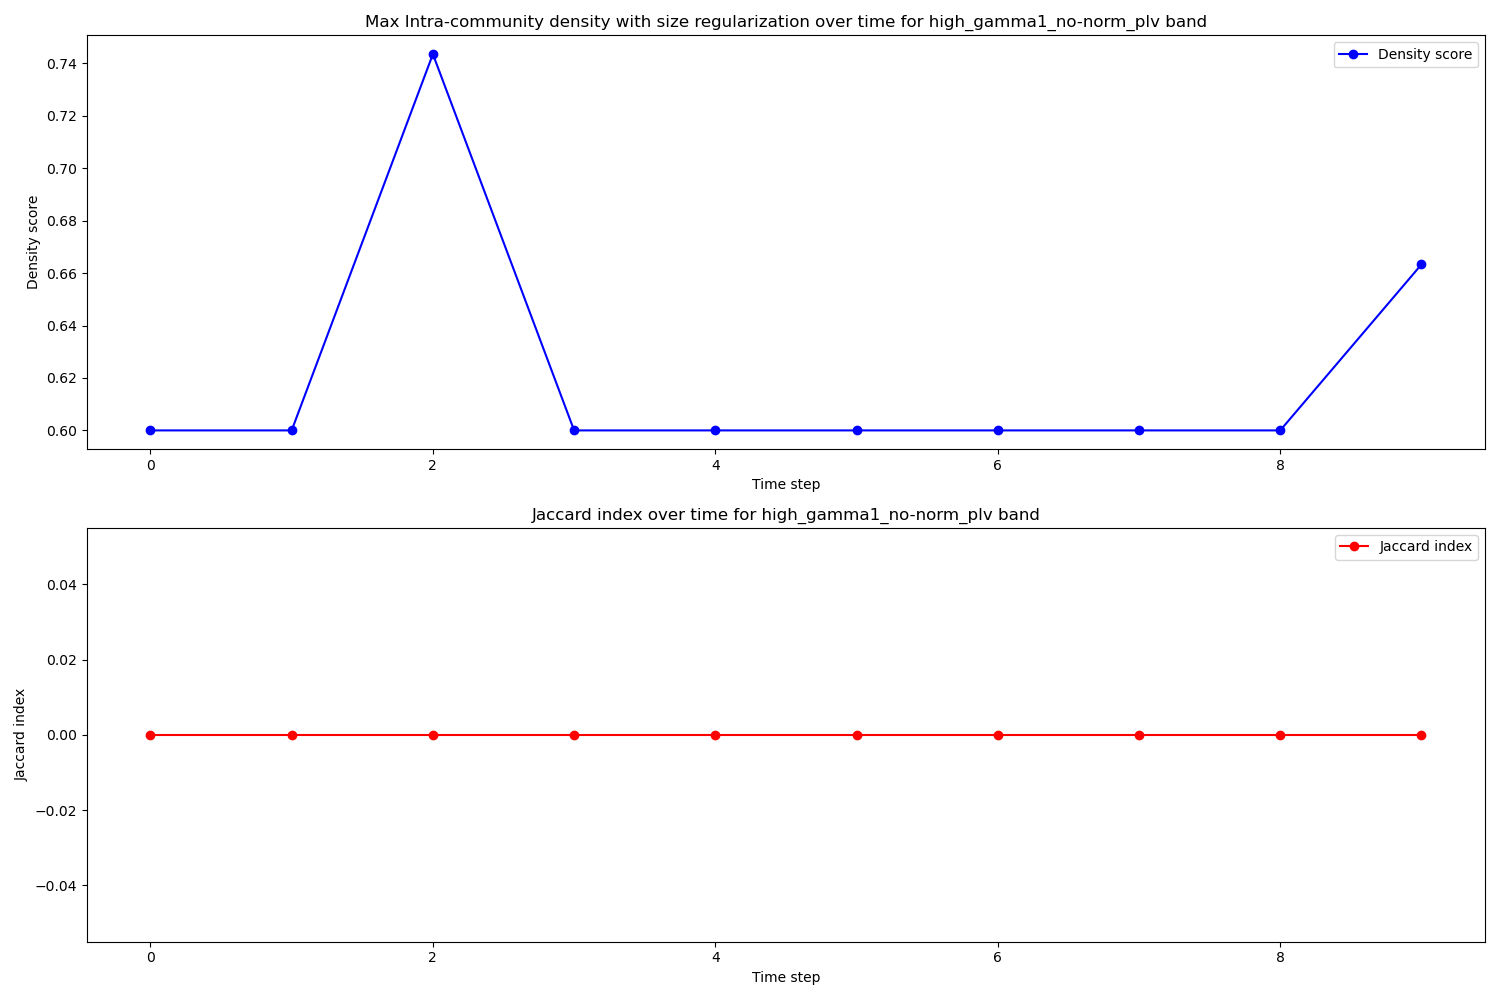 Max Intra-community density with size regularization over time for high_gamma1_no-norm_plv band
Density score
0.74
0.72
0.70
0.68
0.66
0.64
0.62
0.60
Density score
0 2 4 6 8
Time step
Jaccard index over time for high_gamma1_no-norm_plv band
Jaccard index
0.04
0.02
0.00
−0.02
−0.04
Jaccard index
0 2 4 6 8
Time step